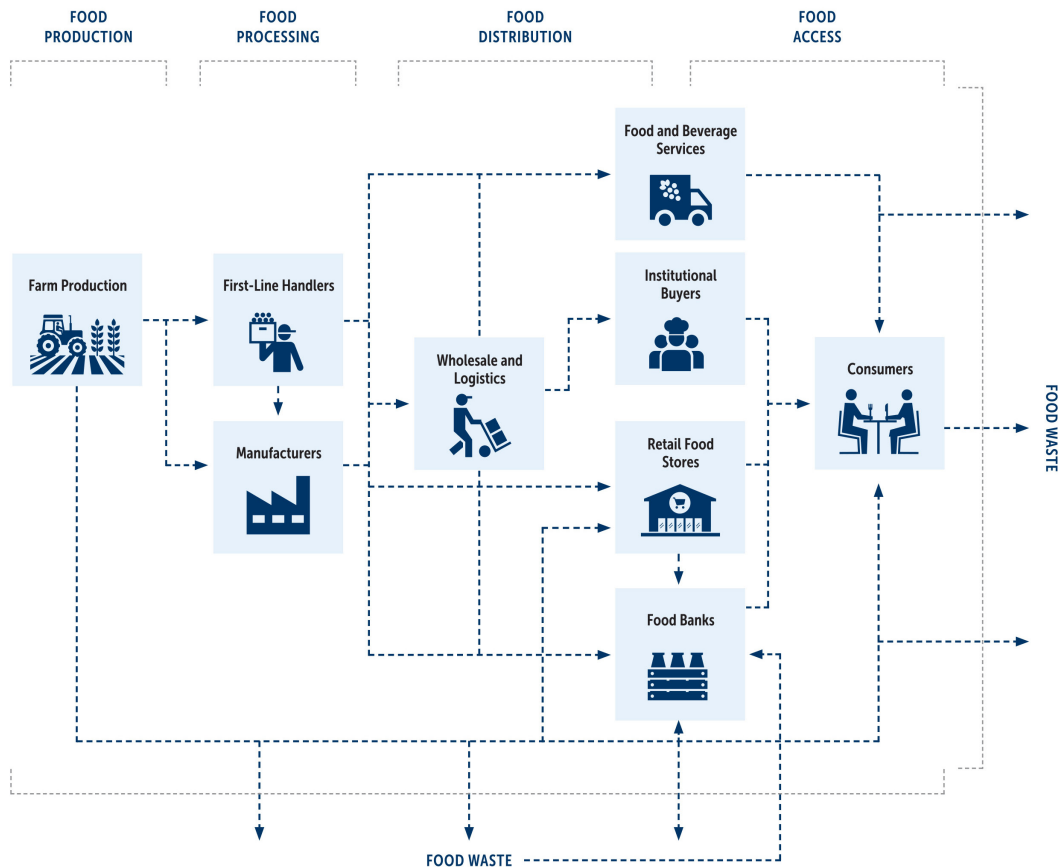 FOOD
PRODUCTION
FOOD
PROCESSING
FOOD
DISTRIBUTION
FOOD
ACCESS
Food and Beverage
Services
Farm Production
First-Line Handlers
Institutional
Buyers
Wholesale and
Logistics
Consumers
Manufacturers
Retail Food
Stores
FOOD WASTE
Food Banks
FOOD WASTE